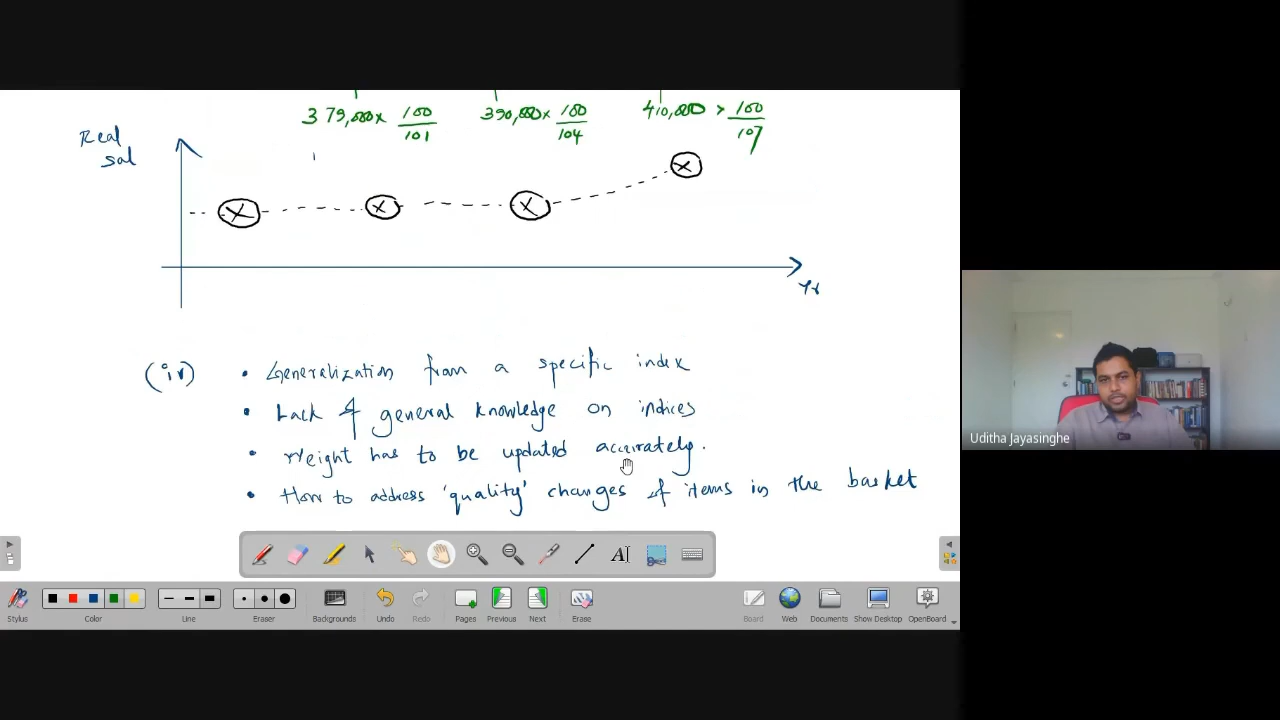 379,000 x 100/101 390,000 x 100/104 410,000 x 100/107
Real
sal
Yr
(iv) • Generalization from a specific index
• Lack of general knowledge on indices
• Weight has to be updated accurately.
• How to address 'quality' changes of items in the basket
Uditha Jayasinghe
AI
Stylus Color Line Eraser Backgrounds Undo Redo Pages Previous Next Erase Board Web Documents Show Desktop OpenBoard